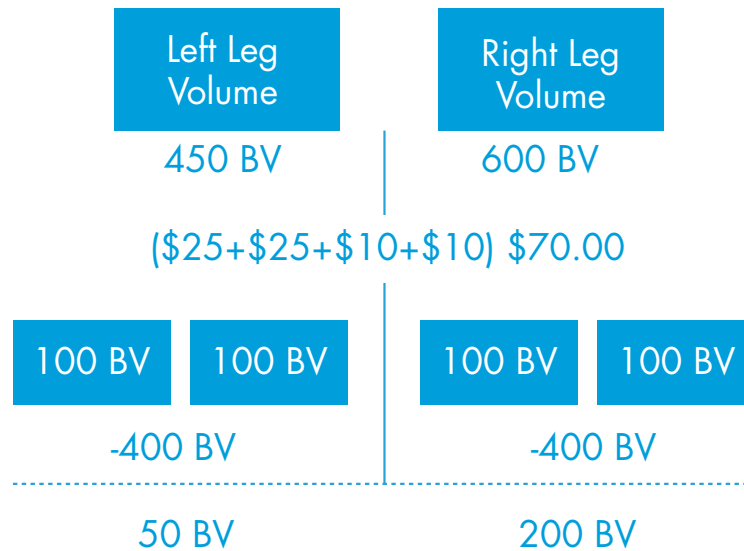 Left Leg
Volume
Right Leg
Volume
450 BV
600 BV
($25+$25+$10+$10) $70.00
100 BV
100 BV
100 BV
100 BV
-400 BV
-400 BV
50 BV
200 BV